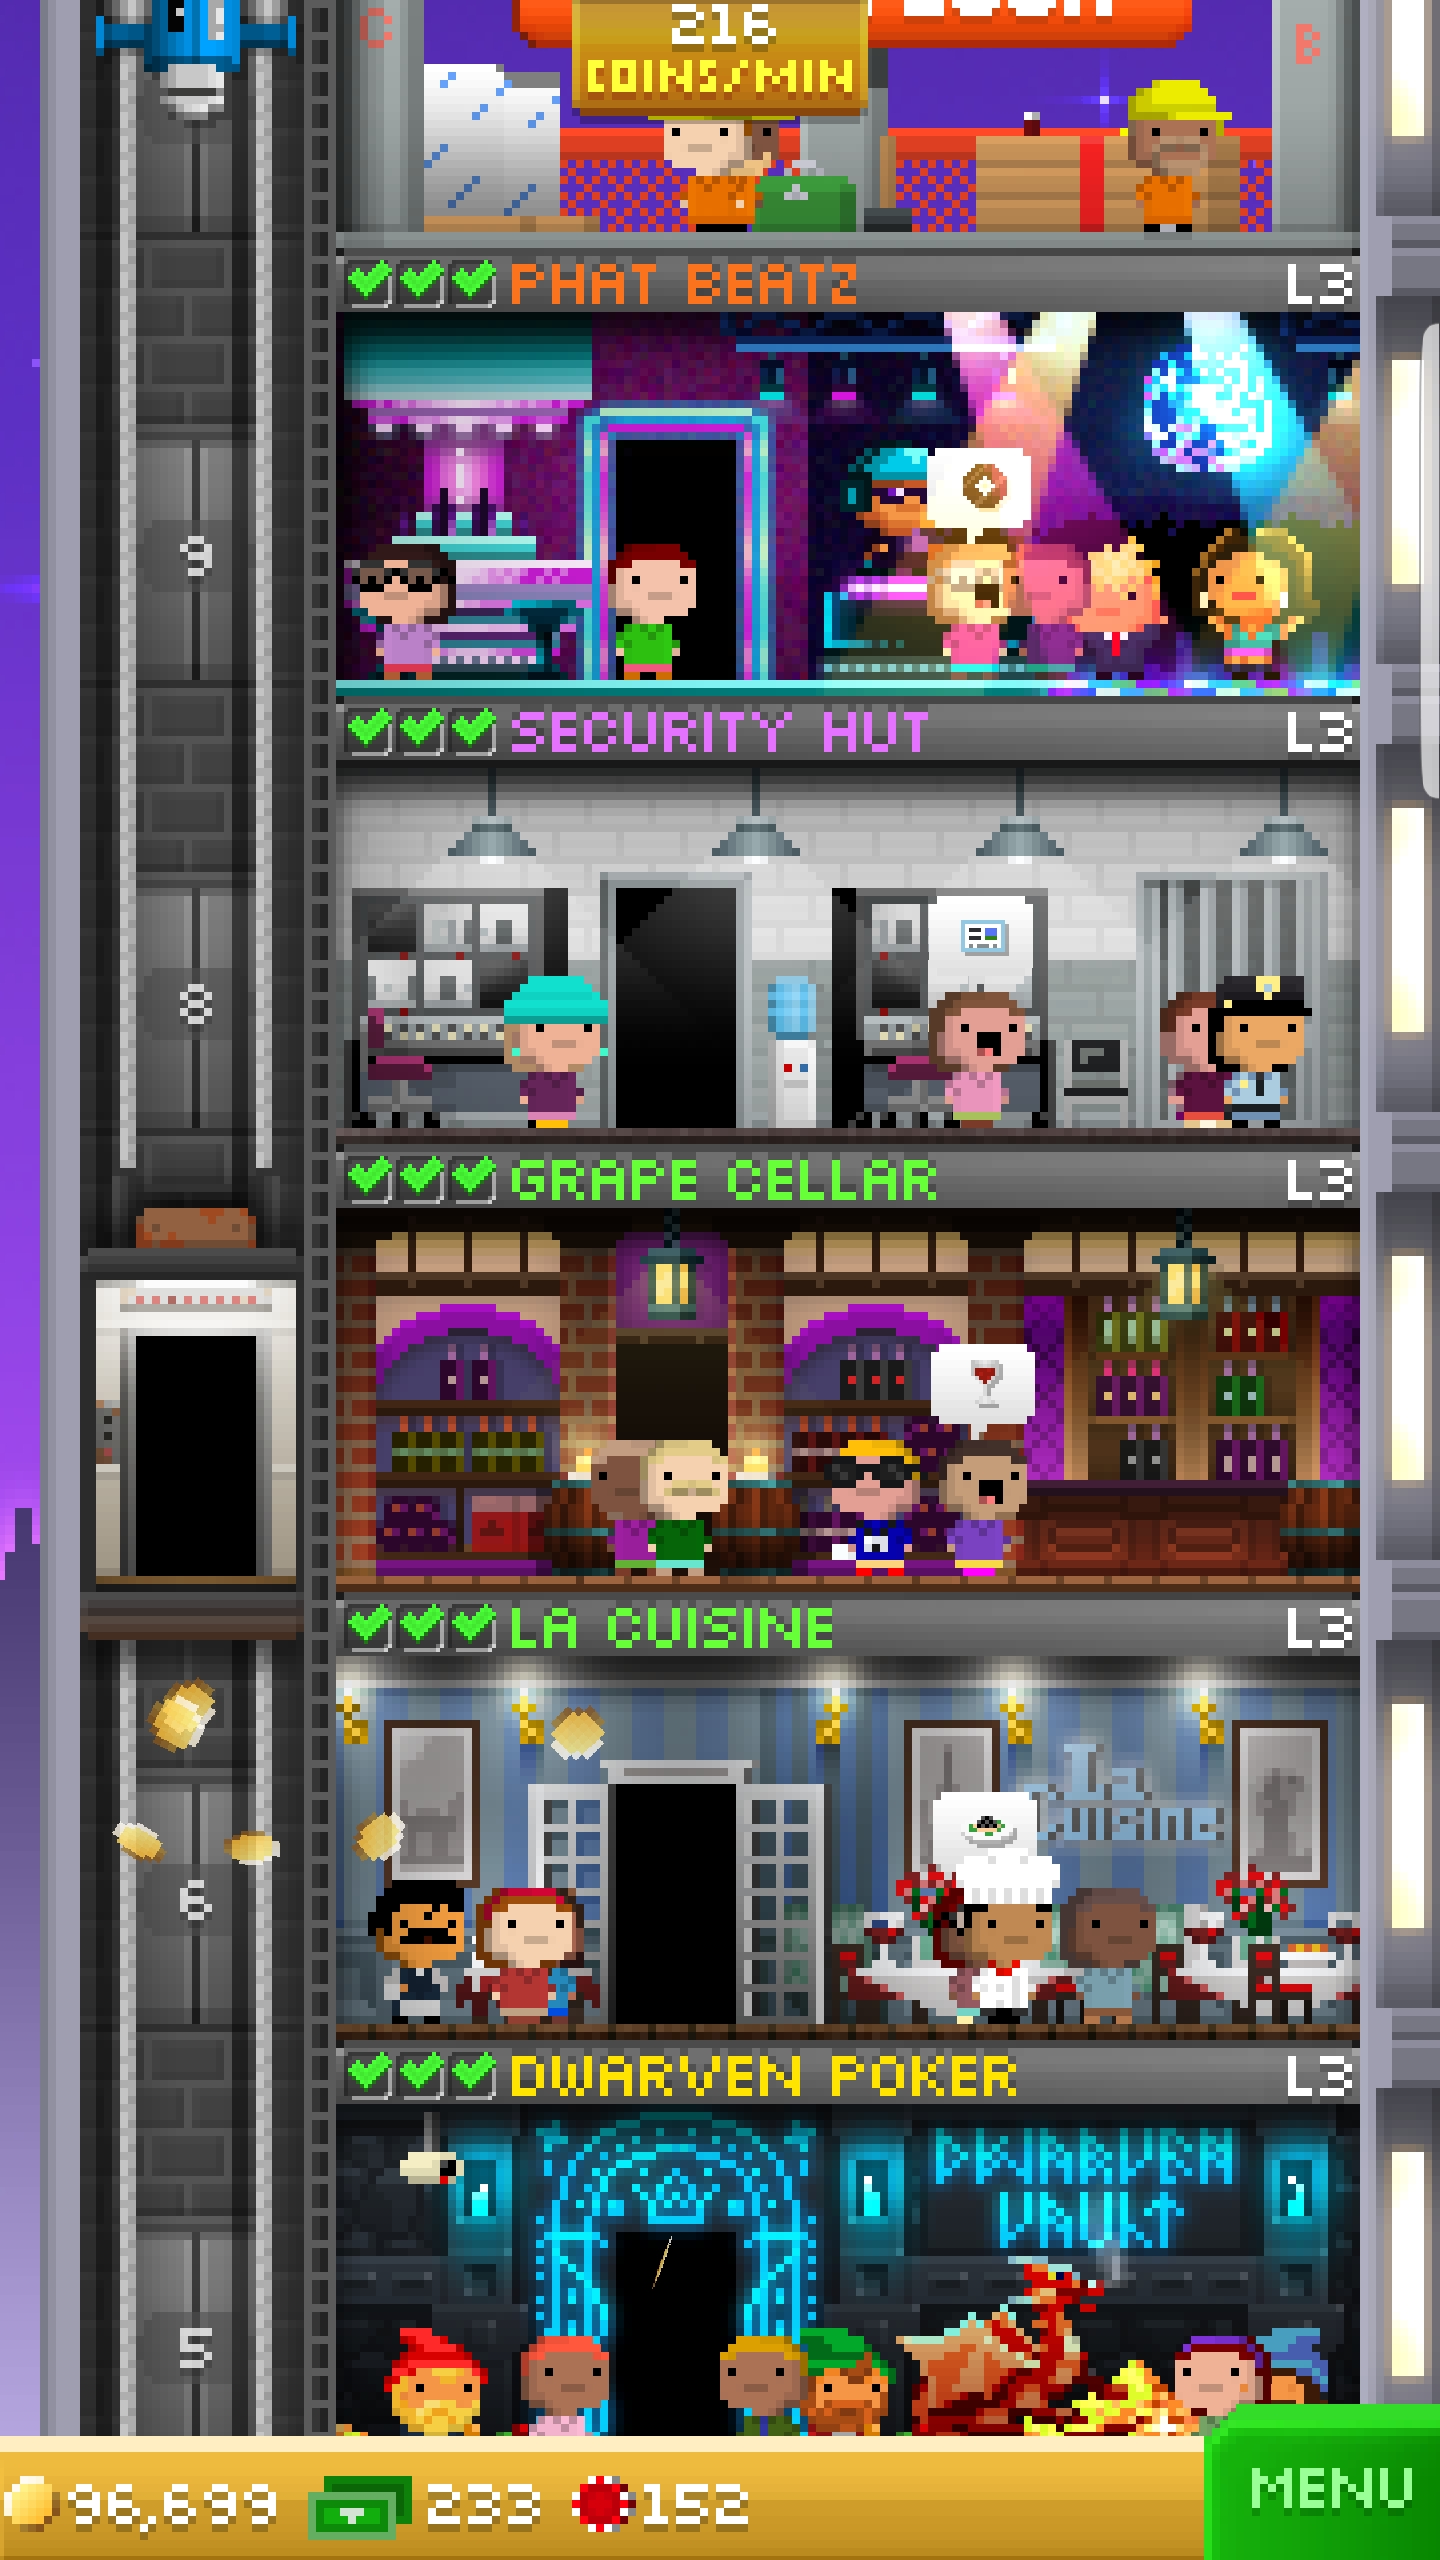 C
216
COINS/MIN
B
PHAT BEATZ L3
9
SECURITY HUT L3
8
GRAPE CELLAR L3
LA CUISINE L3
La
Cuisine
6
DWARVEN POKER L3
DWARVEN
VAULT
5
96,699 233 152
MENU